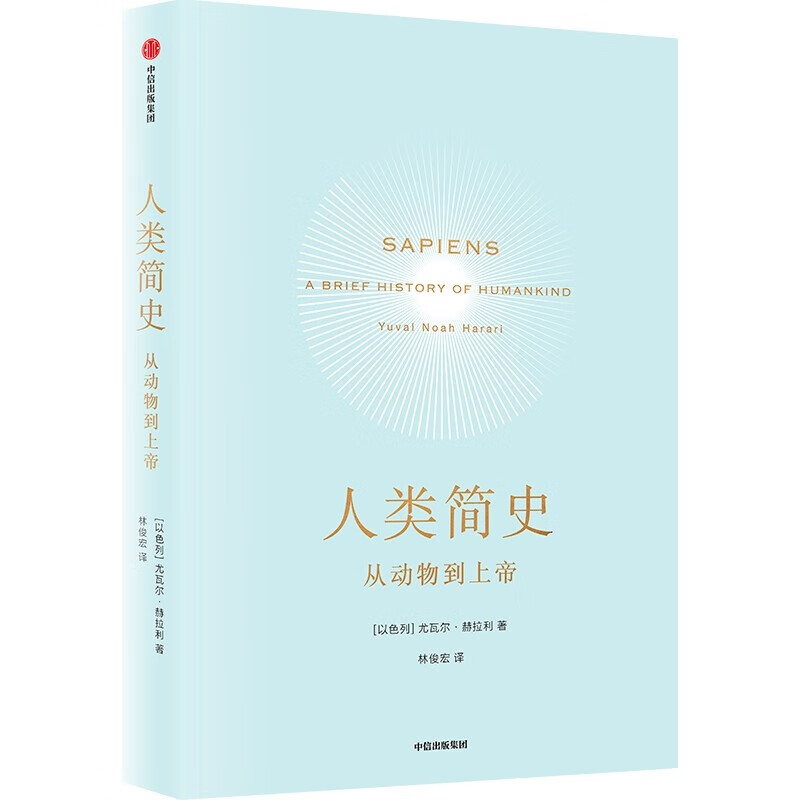 中信出版集团
人类简史
从动物到上帝
[以色列] 尤瓦尔·赫拉利 著
林俊宏 译
SAPIENS
A BRIEF HISTORY OF HUMANKIND
Yuval Noah Harari
人类简史
从动物到上帝
[以色列] 尤瓦尔·赫拉利 著
林俊宏 译
中信出版集团